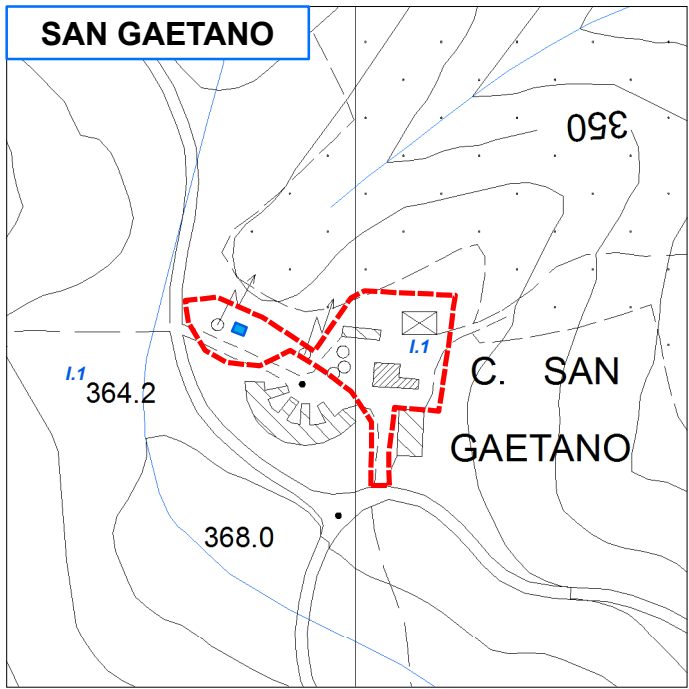 SAN GAETANO
350
I.1
I.1
364.2
C. SAN
GAETANO
368.0